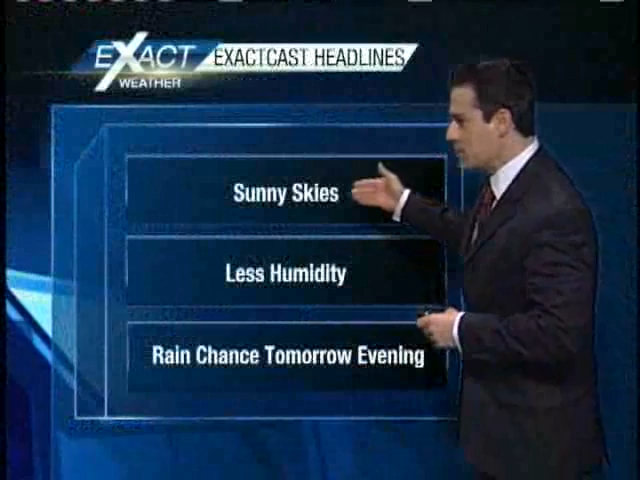 EXACT
WEATHER
EXACTCAST HEADLINES
Sunny Skies
Less Humidity
Rain Chance Tomorrow Evening